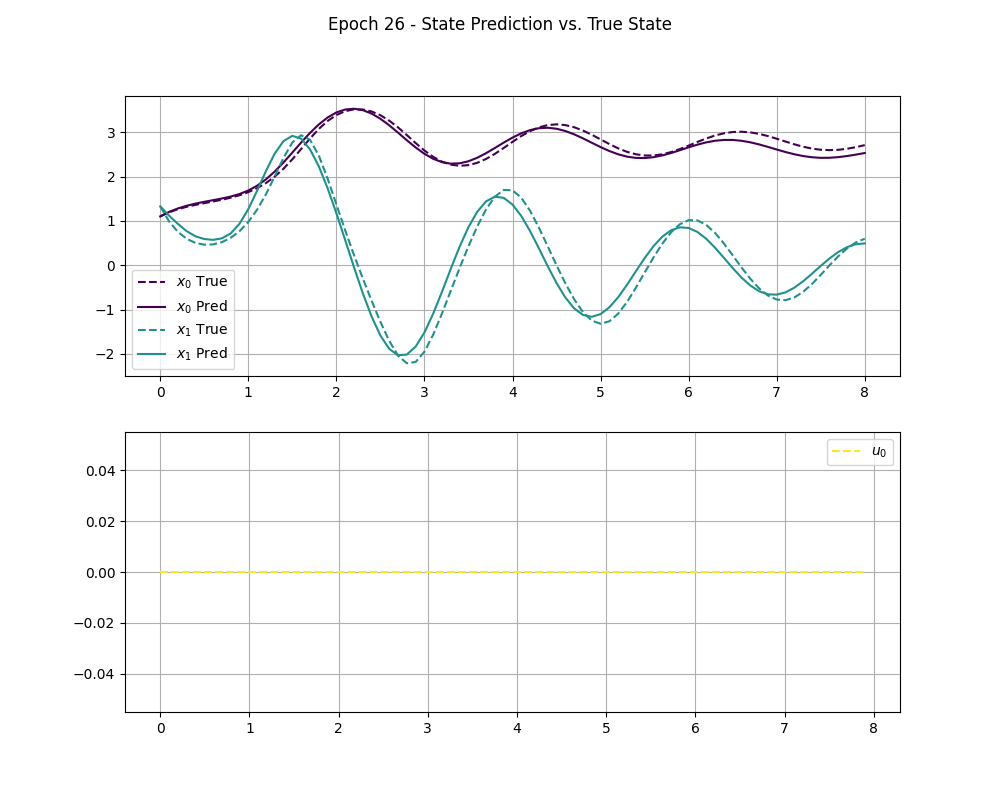 Epoch 26 - State Prediction vs. True State
3
2
1
0
−1
−2
x₀ True
x₀ Pred
x₁ True
x₁ Pred
0 1 2 3 4 5 6 7 8
0.04
0.02
0.00
−0.02
−0.04
u₀
0 1 2 3 4 5 6 7 8